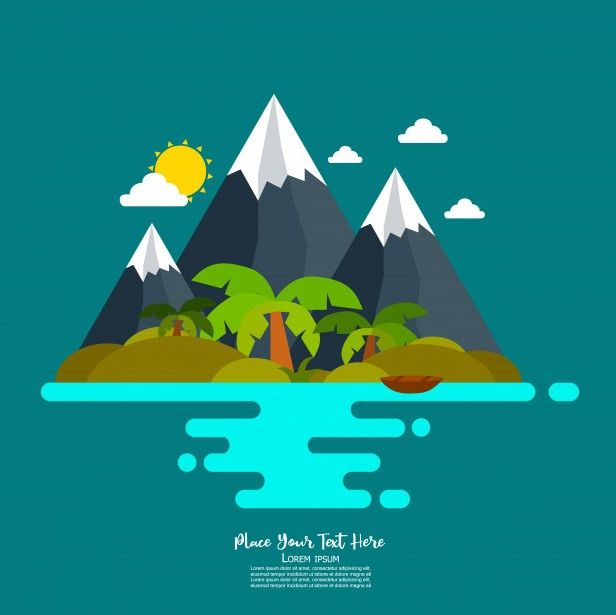 Place Your Text Here
LOREM IPSUM
Lorem ipsum dolor sit amet, consectetur adipiscing elit,
eiusmod tempor incididunt ut labore et dolore magna ali
Lorem ipsum dolor sit amet, consectetur adipiscing elit,
eiusmod tempor incididunt ut labore et dolore magna ali